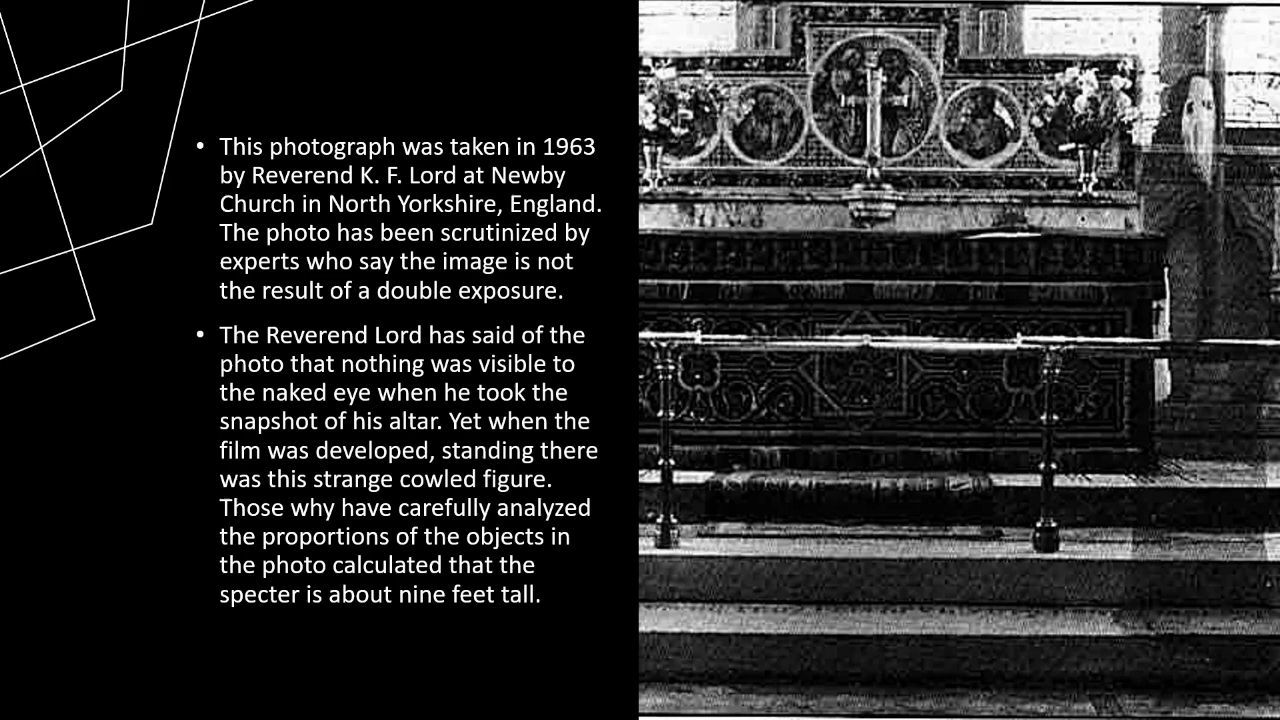 • This photograph was taken in 1963
by Reverend K. F. Lord at Newby
Church in North Yorkshire, England.
The photo has been scrutinized by
experts who say the image is not
the result of a double exposure.
• The Reverend Lord has said of the
photo that nothing was visible to
the naked eye when he took the
snapshot of his altar. Yet when the
film was developed, standing there
was this strange cowled figure.
Those why have carefully analyzed
the proportions of the objects in
the photo calculated that the
specter is about nine feet tall.